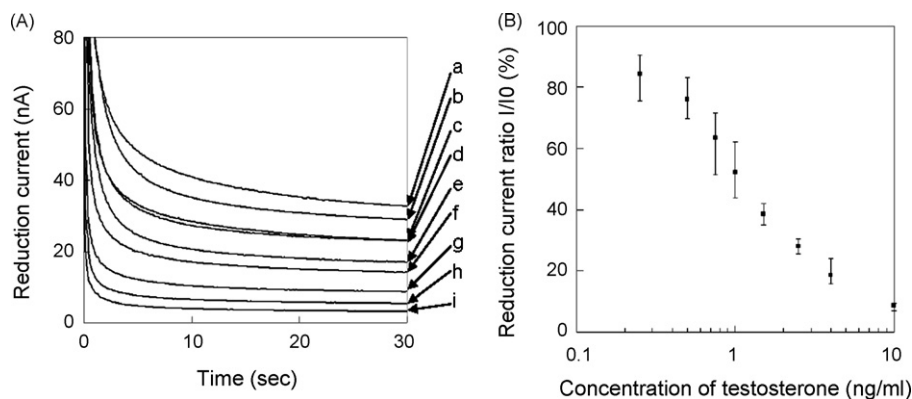 (A)
Reduction current (nA)
80
60
40
20
0
0
10
20
30
Time (sec)
a
b
c
d
e
f
g
h
i
(B)
Reduction current ratio I/I0 (%)
100
80
60
40
20
0
0.1
1
10
Concentration of testosterone (ng/ml)